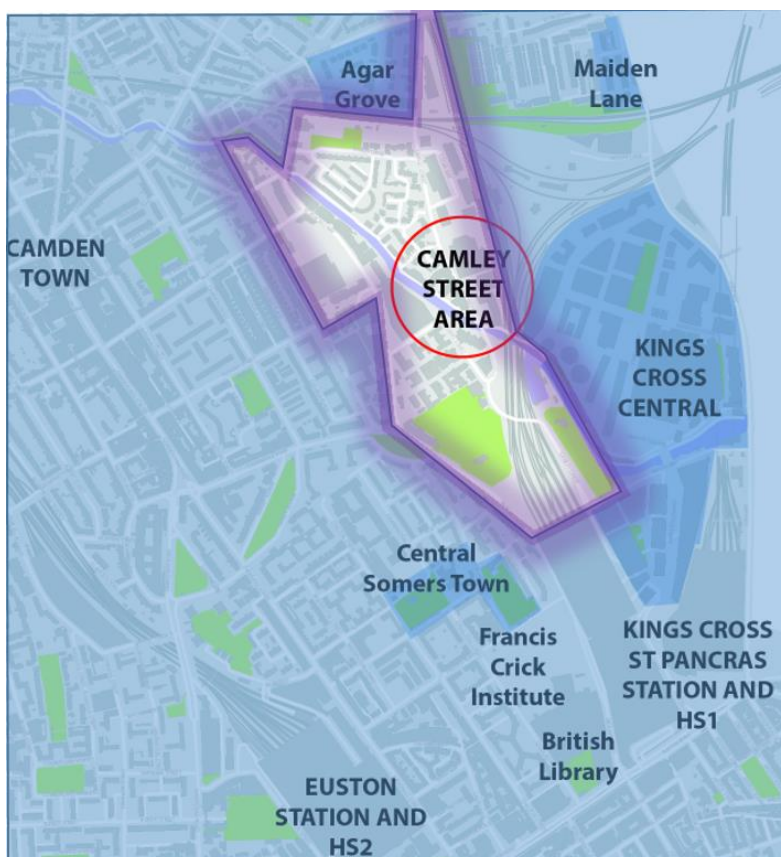 Agar
Grove
Maiden
Lane
CAMDEN
TOWN
CAMLEY
STREET
AREA
KINGS
CROSS
CENTRAL
Central
Somers Town
Francis
Crick
Institute
KINGS CROSS
ST PANCRAS
STATION AND
HS1
British
Library
EUSTON
STATION AND
HS2